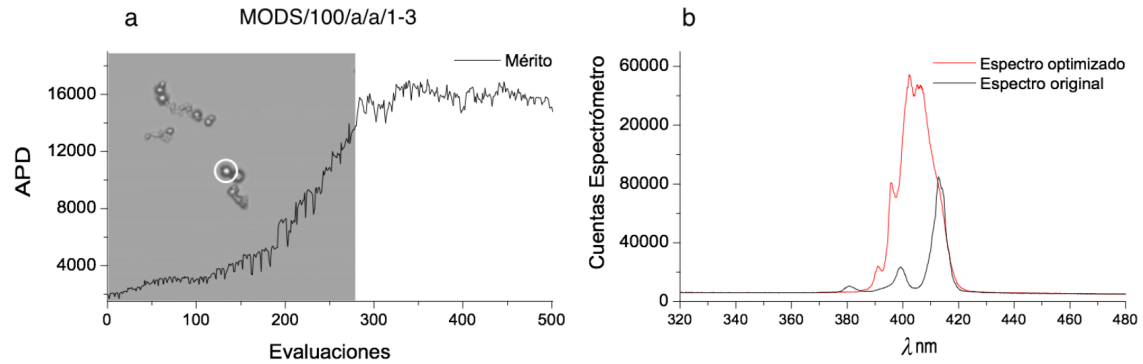 a
MODS/100/a/a/1-3
Mérito
16000
12000
8000
4000
APD
0
100
200
300
400
500
Evaluaciones
b
Espectro optimizado
Espectro original
60000
20000
80000
40000
0
Cuentas Espectrómetro
320
340
360
380
400
420
440
460
480
λ nm